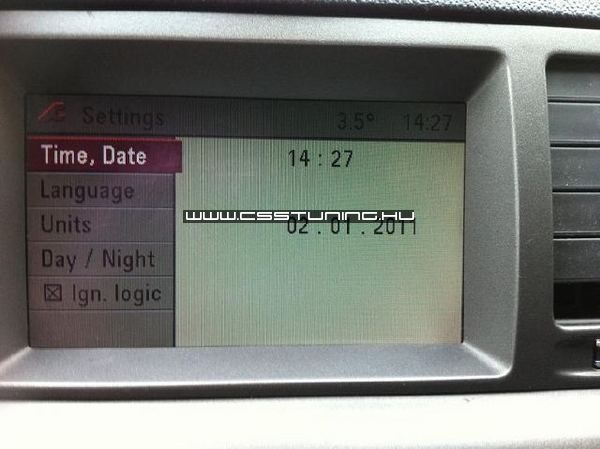 Settings 3.5° 14:27
Time, Date 14 : 27
Language
WWW.CSSTUNING.HU
Units 02 . 01 . 2011
Day / Night
☒ Ign. logic